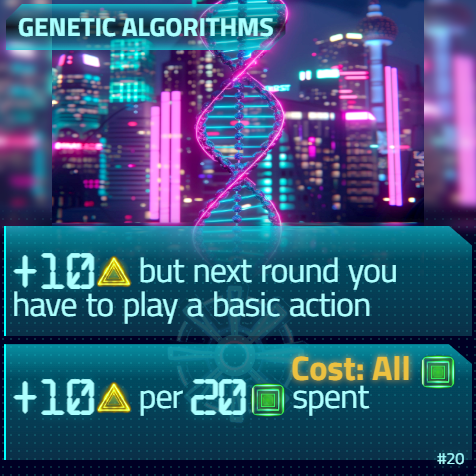 GENETIC ALGORITHMS
+10 but next round you
have to play a basic action
Cost: All
+10 per 20 spent
#20